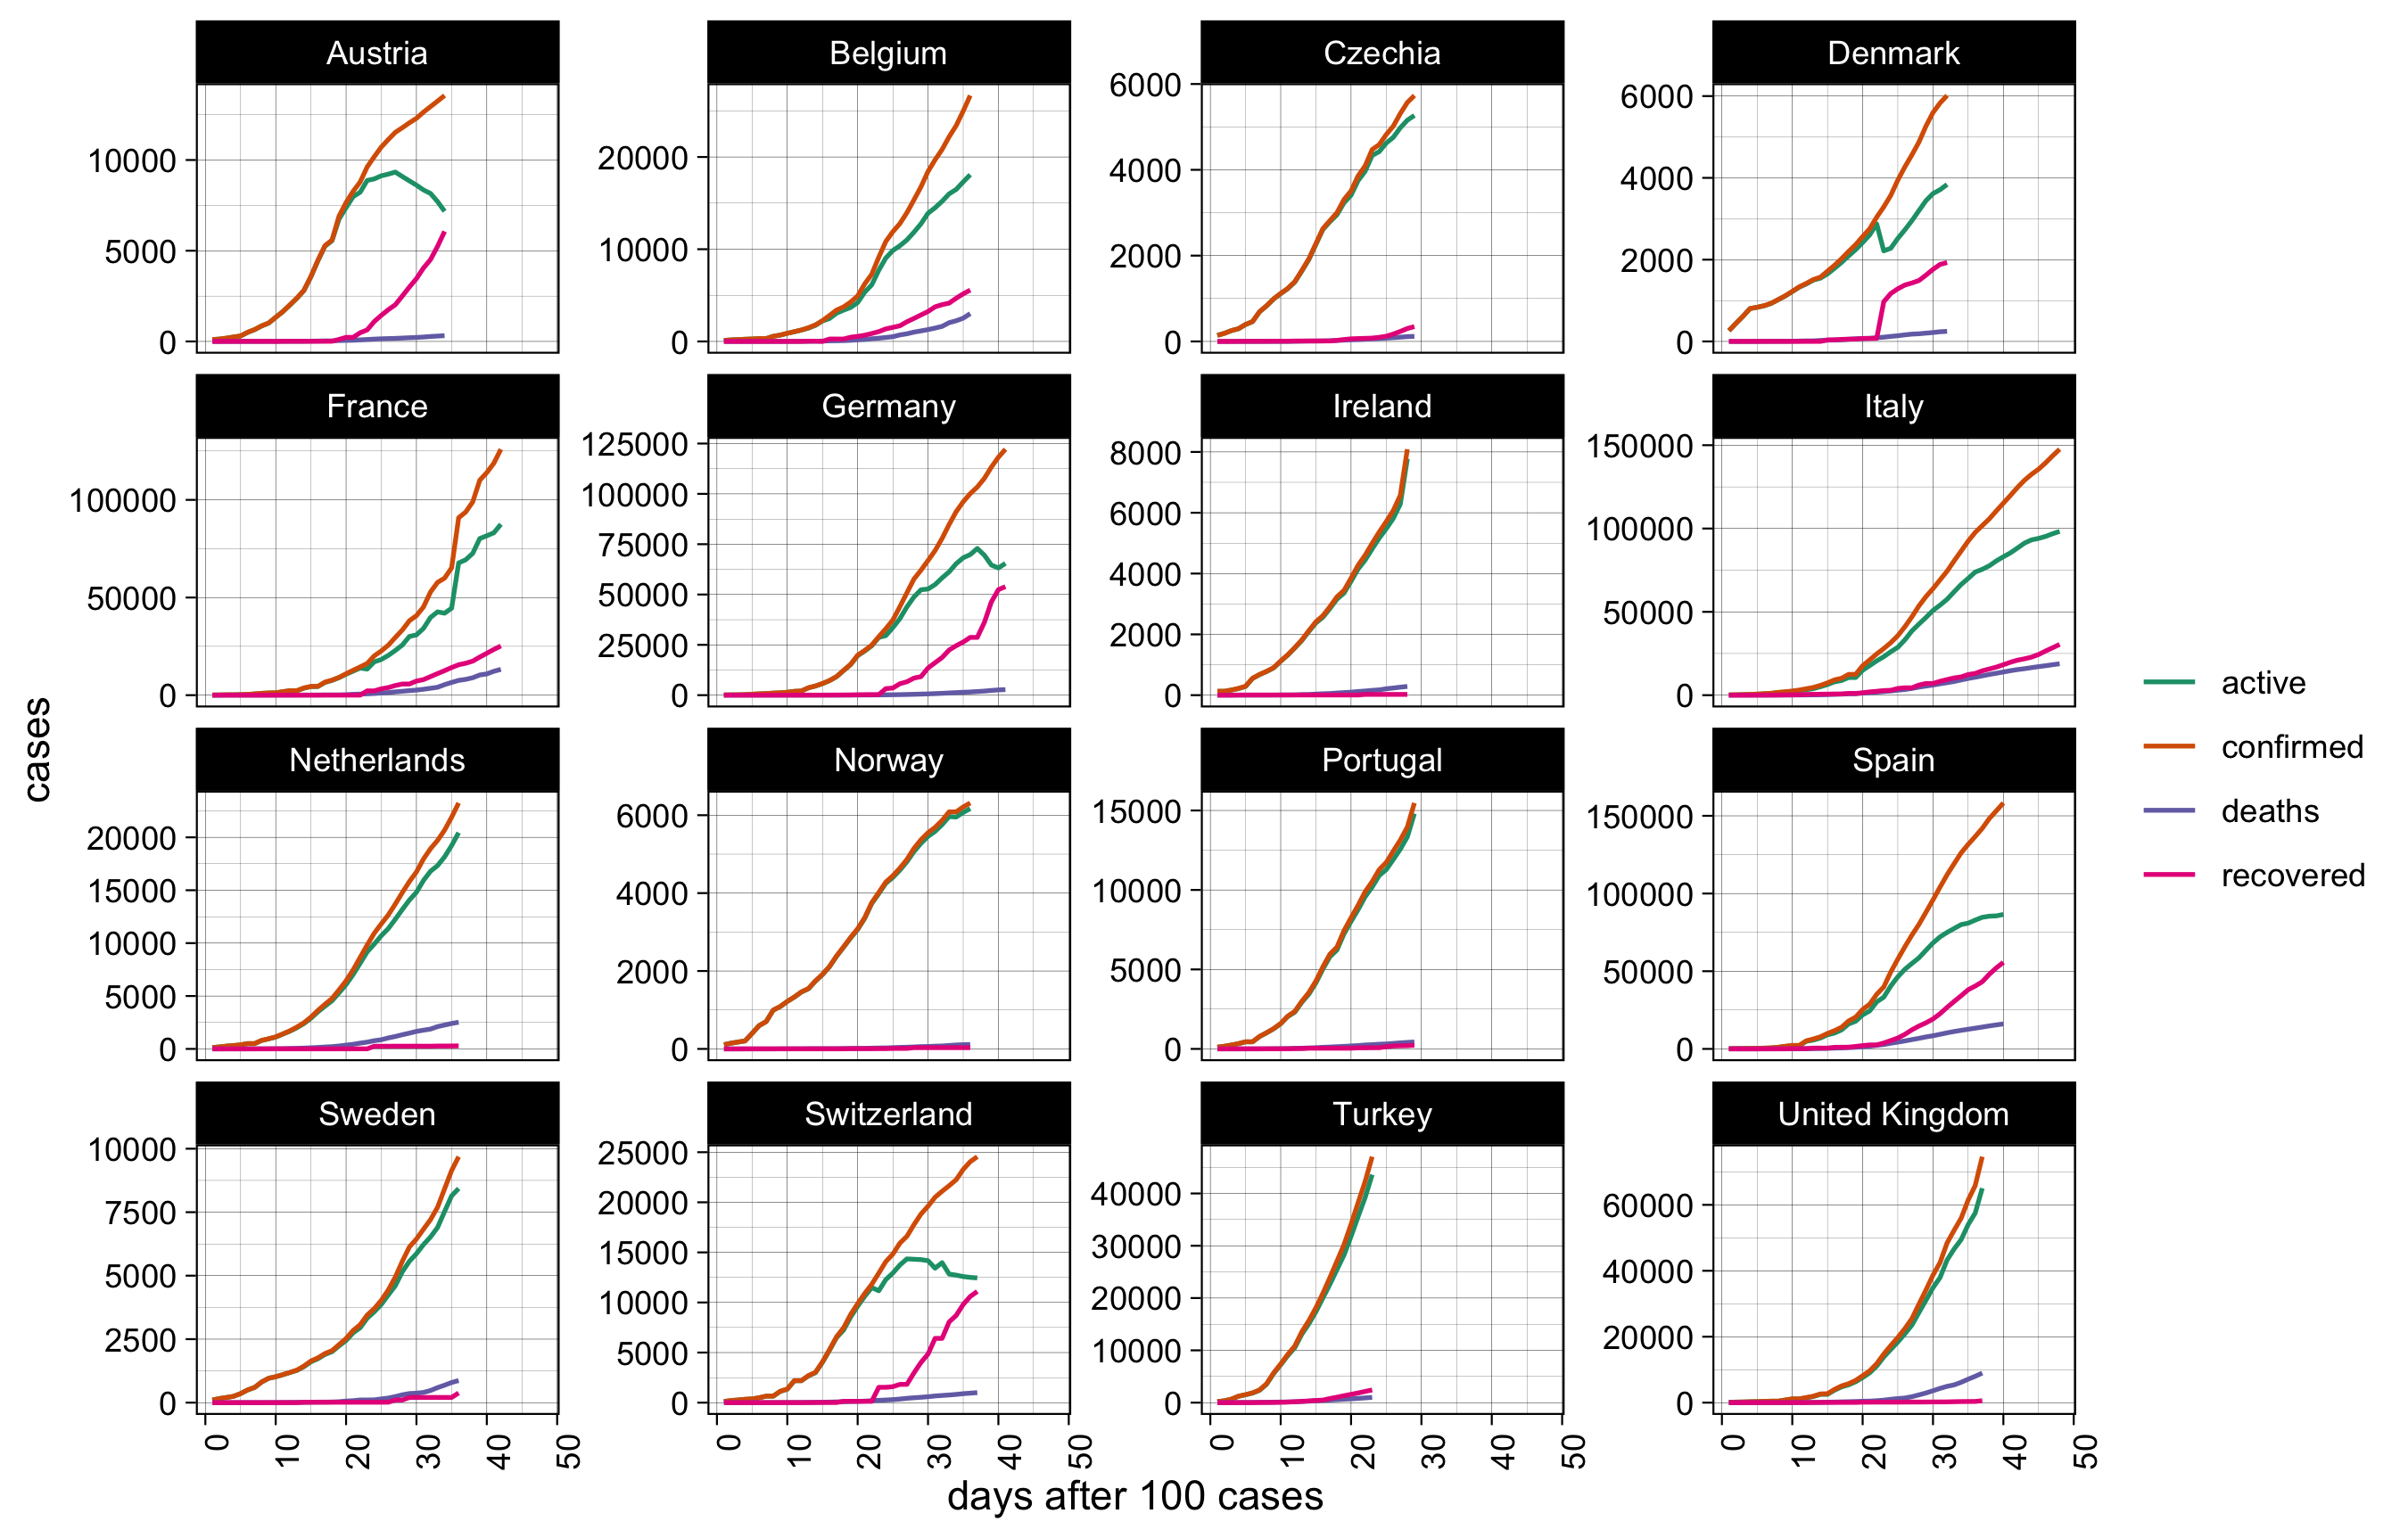 Austria
Belgium
Czechia
Denmark
10000
5000
0
20000
10000
0
6000
4000
2000
0
6000
4000
2000
0
France
Germany
Ireland
Italy
100000
50000
0
125000
100000
75000
50000
25000
0
8000
6000
4000
2000
0
150000
100000
50000
0
Netherlands
Norway
Portugal
Spain
20000
15000
10000
5000
0
6000
4000
2000
0
15000
10000
5000
0
150000
100000
50000
0
Sweden
Switzerland
Turkey
United Kingdom
10000
7500
5000
2500
0
25000
20000
15000
10000
5000
0
40000
30000
20000
10000
0
60000
40000
20000
0
0 10 20 30 40 50
0 10 20 30 40 50
0 10 20 30 40 50
0 10 20 30 40 50
days after 100 cases
cases
active
confirmed
deaths
recovered